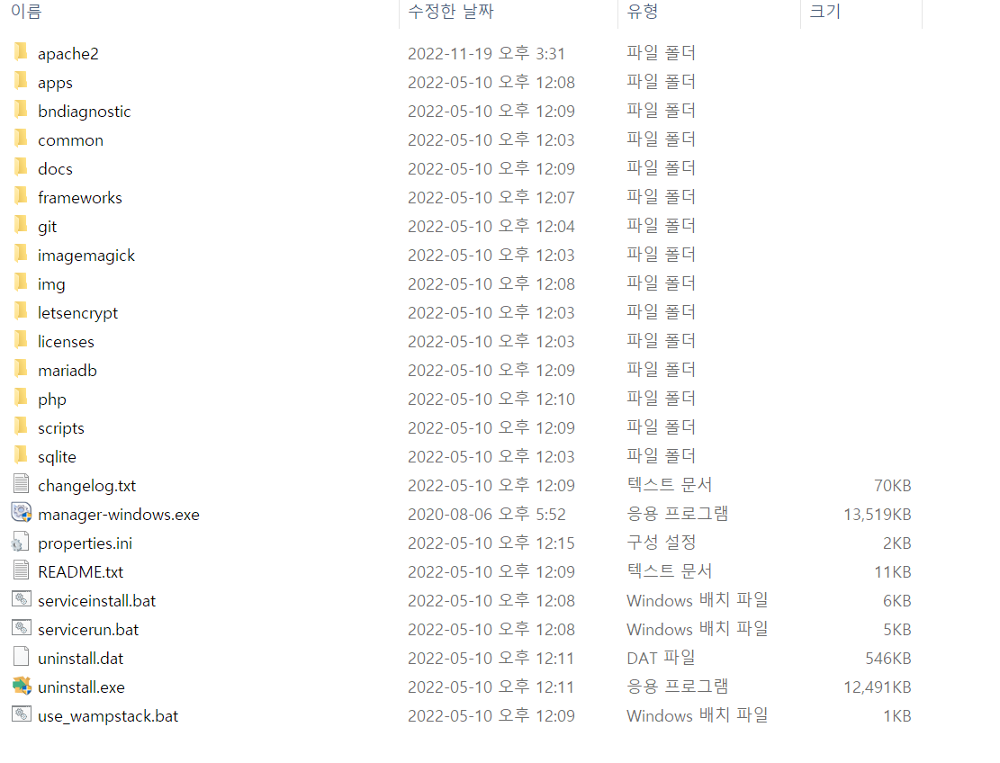 이름 수정한 날짜 유형 크기
apache2 2022-11-19 오후 3:31 파일 폴더
apps 2022-05-10 오후 12:08 파일 폴더
bndiagnostic 2022-05-10 오후 12:09 파일 폴더
common 2022-05-10 오후 12:03 파일 폴더
docs 2022-05-10 오후 12:09 파일 폴더
frameworks 2022-05-10 오후 12:07 파일 폴더
git 2022-05-10 오후 12:04 파일 폴더
imagemagick 2022-05-10 오후 12:03 파일 폴더
img 2022-05-10 오후 12:08 파일 폴더
letsencrypt 2022-05-10 오후 12:03 파일 폴더
licenses 2022-05-10 오후 12:03 파일 폴더
mariadb 2022-05-10 오후 12:09 파일 폴더
php 2022-05-10 오후 12:10 파일 폴더
scripts 2022-05-10 오후 12:09 파일 폴더
sqlite 2022-05-10 오후 12:03 파일 폴더
changelog.txt 2022-05-10 오후 12:09 텍스트 문서 70KB
manager-windows.exe 2020-08-06 오후 5:52 응용 프로그램 13,519KB
properties.ini 2022-05-10 오후 12:15 구성 설정 2KB
README.txt 2022-05-10 오후 12:09 텍스트 문서 11KB
serviceinstall.bat 2022-05-10 오후 12:08 Windows 배치 파일 6KB
servicerun.bat 2022-05-10 오후 12:08 Windows 배치 파일 5KB
uninstall.dat 2022-05-10 오후 12:11 DAT 파일 546KB
uninstall.exe 2022-05-10 오후 12:11 응용 프로그램 12,491KB
use_wampstack.bat 2022-05-10 오후 12:09 Windows 배치 파일 1KB